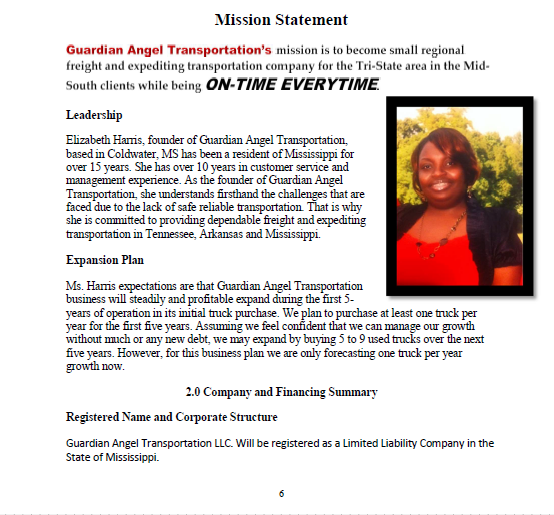 Mission Statement
Guardian Angel Transportation's mission is to become small regional
freight and expediting transportation company for the Tri-State area in the Mid-
South clients while being ON-TIME EVERYTIME.
Leadership
Elizabeth Harris, founder of Guardian Angel Transportation,
based in Coldwater, MS has been a resident of Mississippi for
over 15 years. She has over 10 years in customer service and
management experience. As the founder of Guardian Angel
Transportation, she understands firsthand the challenges that are
faced due to the lack of safe reliable transportation. That is why
she is committed to providing dependable freight and expediting
transportation in Tennessee, Arkansas and Mississippi.
Expansion Plan
Ms. Harris expectations are that Guardian Angel Transportation
business will steadily and profitable expand during the first 5-
years of operation in its initial truck purchase. We plan to purchase at least one truck per
year for the first five years. Assuming we feel confident that we can manage our growth
without much or any new debt, we may expand by buying 5 to 9 used trucks over the next
five years. However, for this business plan we are only forecasting one truck per year
growth now.
2.0 Company and Financing Summary
Registered Name and Corporate Structure
Guardian Angel Transportation LLC. Will be registered as a Limited Liability Company in the
State of Mississippi.
6